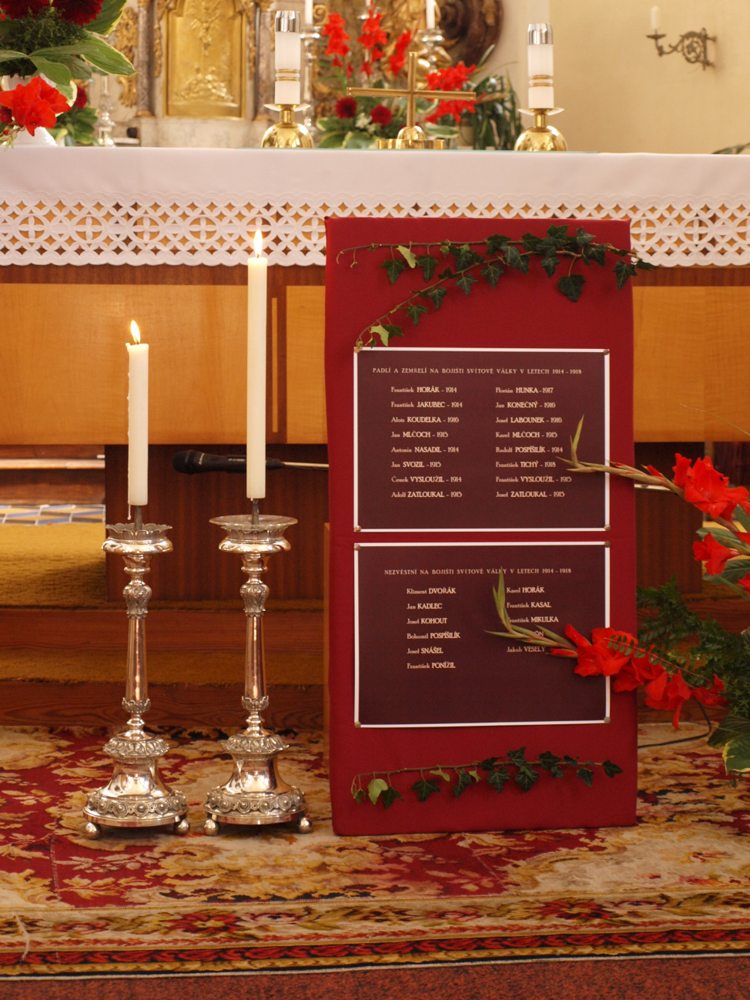 PADLÍ A ZEMŘELÍ NA BOJIŠTI SVĚTOVÉ VÁLKY V LETECH 1914 - 1918
František HORÁK - 1914
František JAKUBEC - 1914
Alois KOUDELKA - 1916
Jan MLČOCH - 1915
Antonín NASADIL - 1914
Jan SVOZIL - 1915
Čeněk VYSLOUŽIL - 1914
Adolf ZATLOUKAL - 1915
Florián HUNKA - 1917
Jan KONEČNÝ - 1916
Josef LABOUNEK - 1916
Karel MLČOCH - 1915
Rudolf POSPÍŠILÍK - 1914
František TICHÝ - 1918
František VYSLOUŽIL - 1915
Josef ZATLOUKAL - 1915
NEZVĚSTNÍ NA BOJIŠTI SVĚTOVÉ VÁLKY V LETECH 1914 - 1918
Kliment DVOŘÁK
Jan KADLEC
Josef KOHOUT
Bohumil POSPÍŠILÍK
Josef SNÁŠEL
František PONÍŽIL
Karel HORÁK
František KASAL
František MIKULKA
Jakub VESELÝ